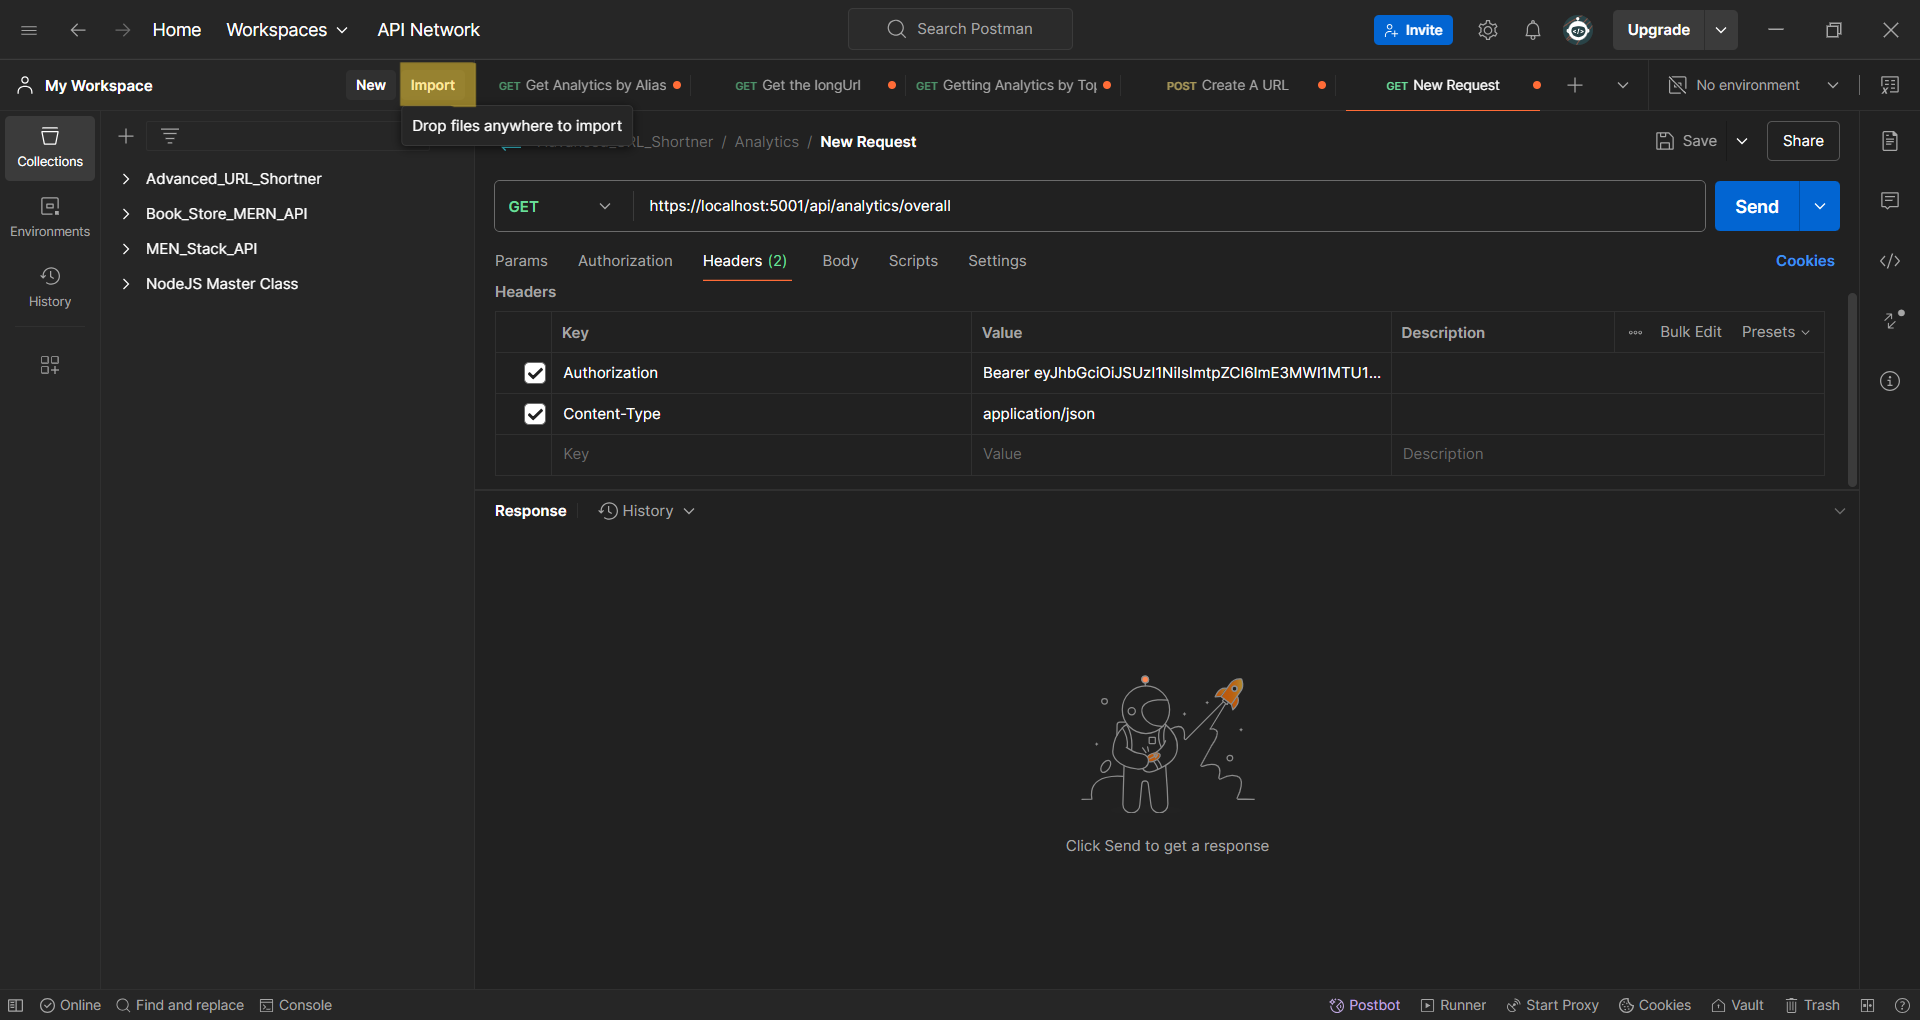 Home Workspaces API Network Search Postman Invite Upgrade
My Workspace New Import GET Get Analytics by Alias GET Get the longUrl GET Getting Analytics by To POST Create A URL GET New Request No environment
Drop files anywhere to import
L_Shortner / Analytics / New Request Save Share
Collections
Environments
History
Advanced_URL_Shortner
Book_Store_MERN_API
MEN_Stack_API
NodeJS Master Class
GET https://localhost:5001/api/analytics/overall Send
Params Authorization Headers (2) Body Scripts Settings Cookies
Headers
Key Value Description Bulk Edit Presets
Authorization Bearer eyJhbGciOiJSUzI1NiIsImtpZCI6ImE3MWI1MTU1...
Content-Type application/json
Key Value Description
Response History
Click Send to get a response
Online Find and replace Console Postbot Runner Start Proxy Cookies Vault Trash